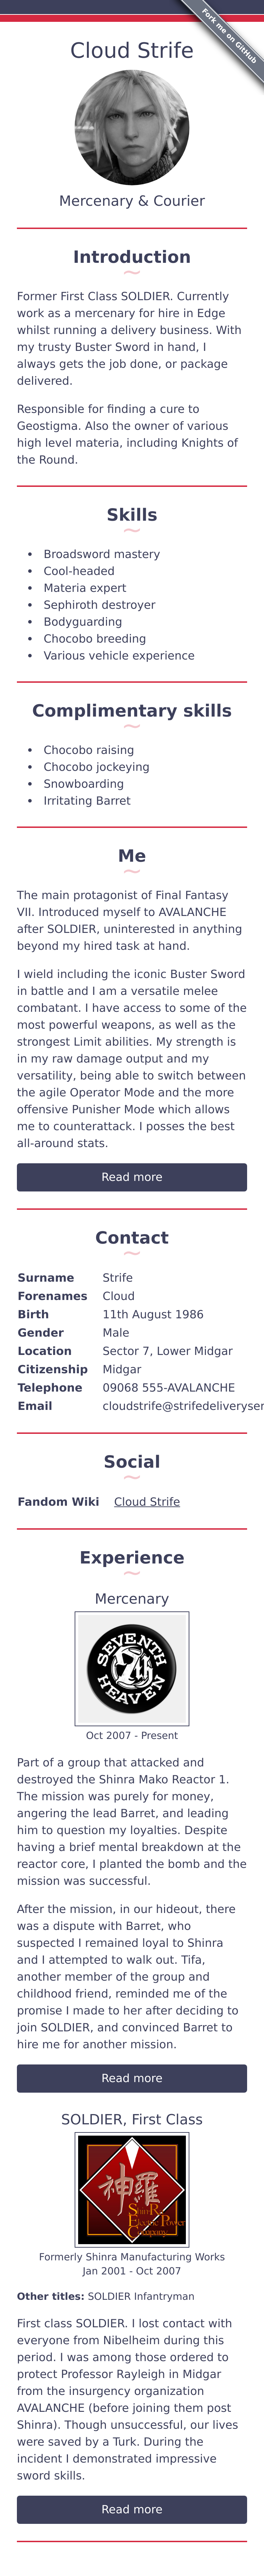 Fork me on GitHub
Cloud Strife
Mercenary & Courier
Introduction
Former First Class SOLDIER. Currently
work as a mercenary for hire in Edge
whilst running a delivery business. With
my trusty Buster Sword in hand, I
always gets the job done, or package
delivered.
Responsible for finding a cure to
Geostigma. Also the owner of various
high level materia, including Knights of
the Round.
Skills
• Broadsword mastery
• Cool-headed
• Materia expert
• Sephiroth destroyer
• Bodyguarding
• Chocobo breeding
• Various vehicle experience
Complimentary skills
• Chocobo raising
• Chocobo jockeying
• Snowboarding
• Irritating Barret
Me
The main protagonist of Final Fantasy
VII. Introduced myself to AVALANCHE
after SOLDIER, uninterested in anything
beyond my hired task at hand.
I wield including the iconic Buster Sword
in battle and I am a versatile melee
combatant. I have access to some of the
most powerful weapons, as well as the
strongest Limit abilities. My strength is
in my raw damage output and my
versatility, being able to switch between
the agile Operator Mode and the more
offensive Punisher Mode which allows
me to counterattack. I posses the best
all-around stats.
Read more
Contact
Surname Strife
Forenames Cloud
Birth 11th August 1986
Gender Male
Location Sector 7, Lower Midgar
Citizenship Midgar
Telephone 09068 555-AVALANCHE
Email cloudstrife@strifedeliveryser
Social
Fandom Wiki Cloud Strife
Experience
Mercenary
SEVENTH
7th
HEAVEN
Oct 2007 - Present
Part of a group that attacked and
destroyed the Shinra Mako Reactor 1.
The mission was purely for money,
angering the lead Barret, and leading
him to question my loyalties. Despite
having a brief mental breakdown at the
reactor core, I planted the bomb and the
mission was successful.
After the mission, in our hideout, there
was a dispute with Barret, who
suspected I remained loyal to Shinra
and I attempted to walk out. Tifa,
another member of the group and
childhood friend, reminded me of the
promise I made to her after deciding to
join SOLDIER, and convinced Barret to
hire me for another mission.
Read more
SOLDIER, First Class
神羅
ShinRa
Electric Power
Company
Formerly Shinra Manufacturing Works
Jan 2001 - Oct 2007
Other titles: SOLDIER Infantryman
First class SOLDIER. I lost contact with
everyone from Nibelheim during this
period. I was among those ordered to
protect Professor Rayleigh in Midgar
from the insurgency organization
AVALANCHE (before joining them post
Shinra). Though unsuccessful, our lives
were saved by a Turk. During the
incident I demonstrated impressive
sword skills.
Read more